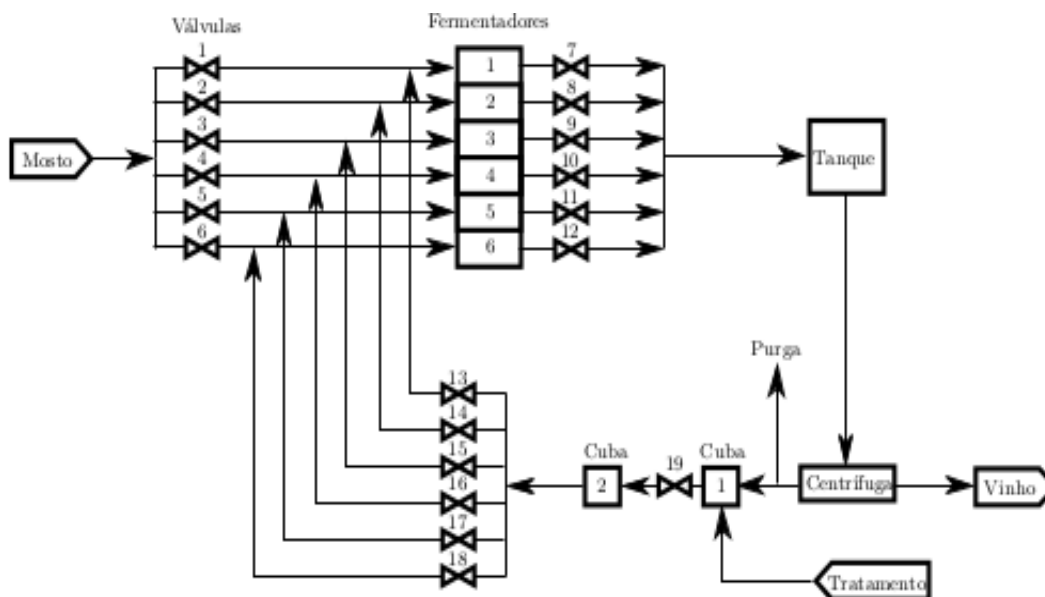 Válvulas
Fermentadores
1
2
3
4
5
6
1
2
3
4
5
6
7
8
9
10
11
12
Mosto
Tanque
Purga
13
14
15
16
17
18
Cuba
2
19
Cuba
1
Centrífuga
Vinho
Tratamento